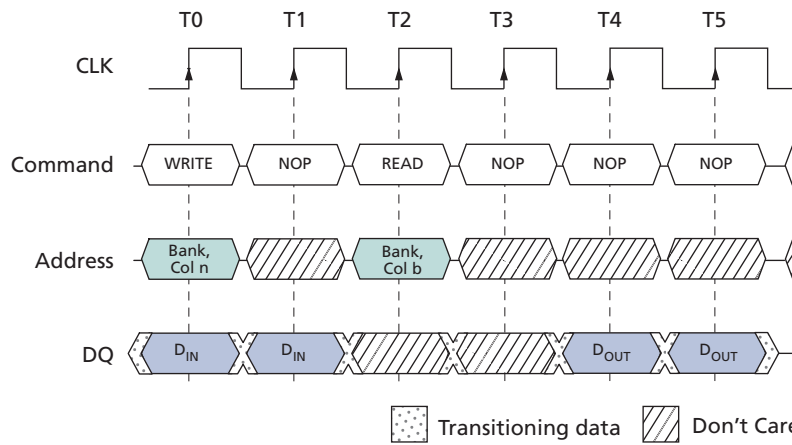 T0 T1 T2 T3 T4 T5
CLK
Command WRITE NOP READ NOP NOP NOP
Address Bank, Col n Bank, Col b
DQ DIN DIN DOUT DOUT
Transitioning data Don't Care